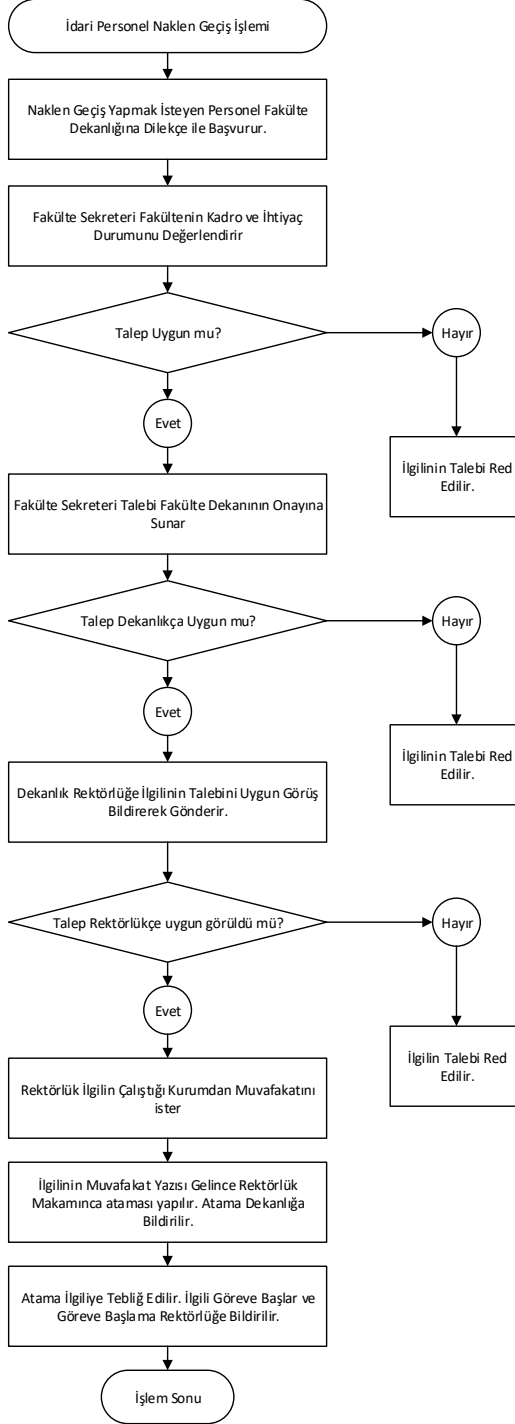 İdari Personel Naklen Geçiş İşlemi
Naklen Geçiş Yapmak İsteyen Personel Fakülte
Dekanlığına Dilekçe ile Başvurur.
Fakülte Sekreteri Fakültenin Kadro ve İhtiyaç
Durumunu Değerlendirir
Talep Uygun mu?
Hayır
Evet
İlgilinin Talebi Red
Edilir.
Fakülte Sekreteri Talebi Fakülte Dekanının Onayına
Sunar
Talep Dekanlıkça Uygun mu?
Hayır
Evet
İlgilinin Talebi Red
Edilir.
Dekanlık Rektörlüğe İlgilinin Talebini Uygun Görüş
Bildirerek Gönderir.
Talep Rektörlükçe uygun görüldü mü?
Hayır
Evet
İlgilin Talebi Red
Edilir.
Rektörlük İlgilin Çalıştığı Kurumdan Muvafakatını
ister
İlgilinin Muvafakat Yazısı Gelince Rektörlük
Makamınca ataması yapılır. Atama Dekanlığa
Bildirilir.
Atama İlgiliye Tebliğ Edilir. İlgili Göreve Başlar ve
Göreve Başlama Rektörlüğe Bildirilir.
İşlem Sonu